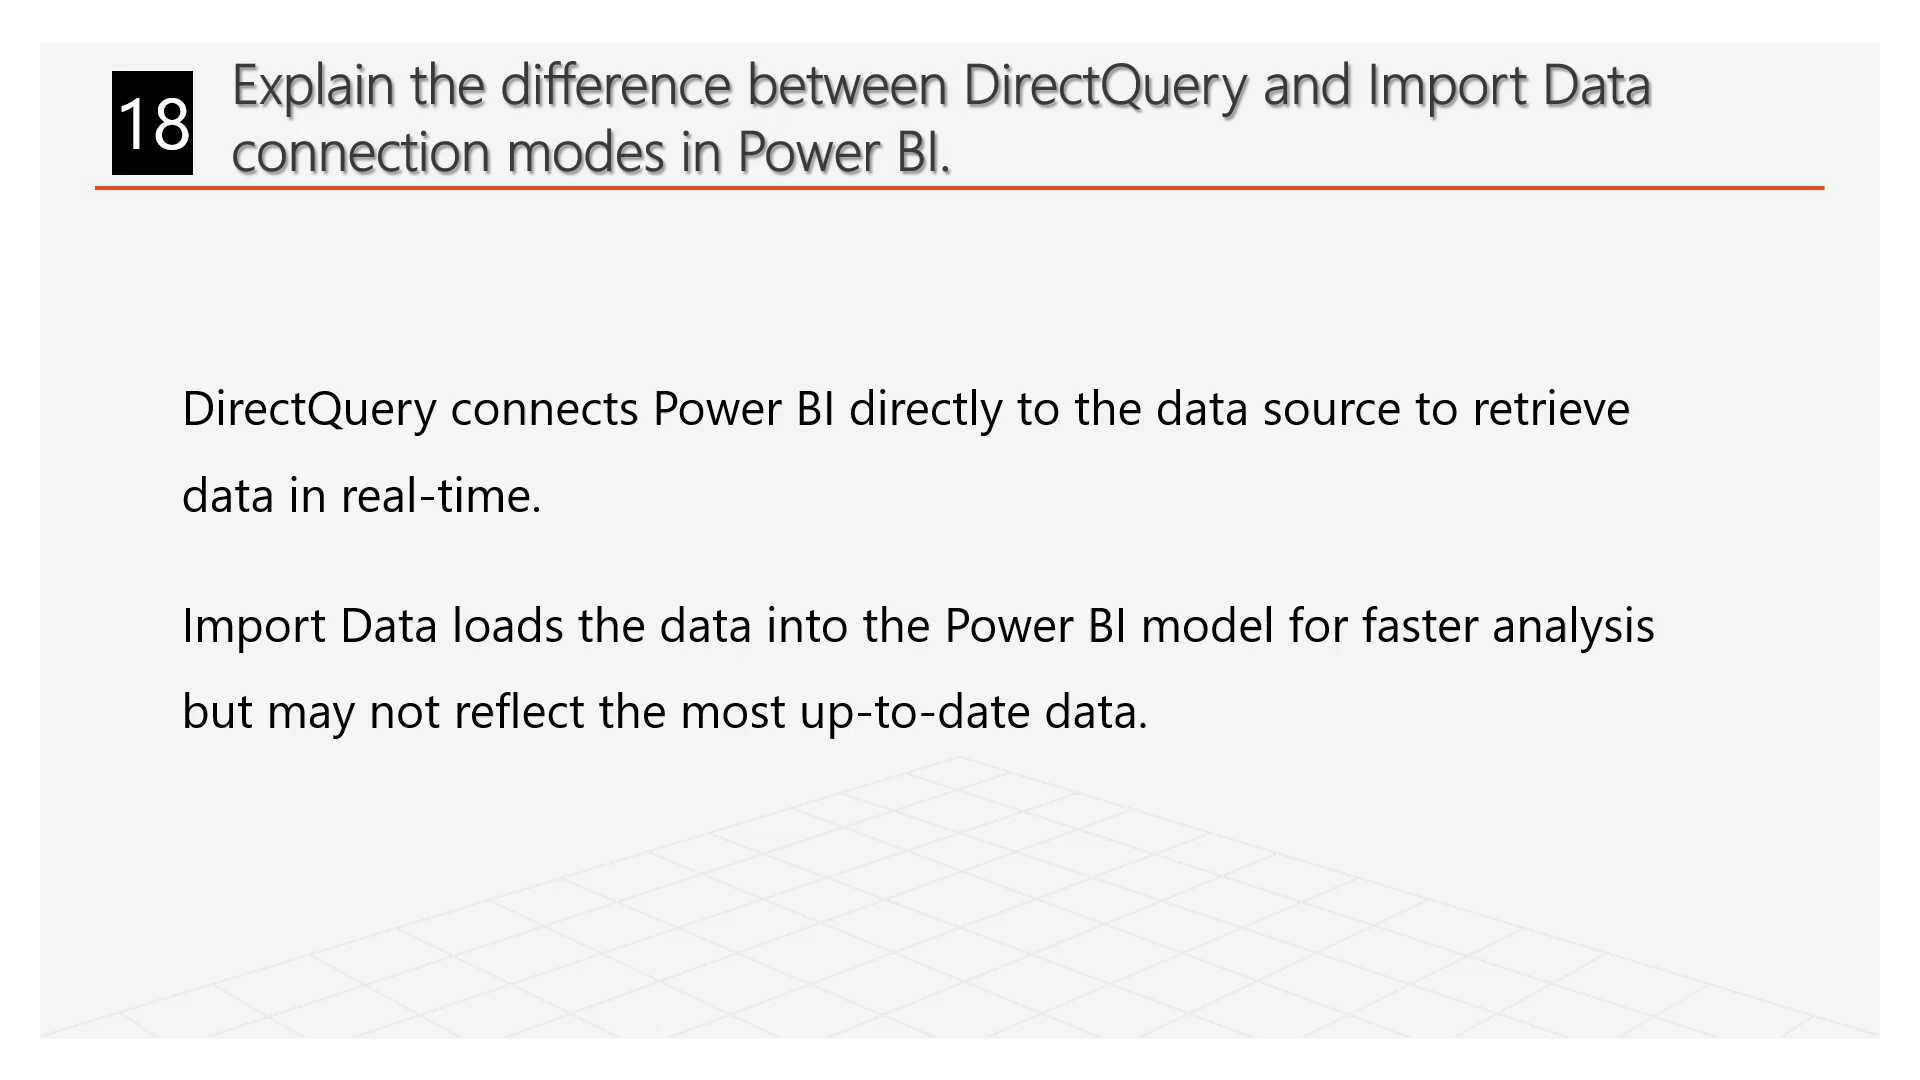 18
Explain the difference between DirectQuery and Import Data
connection modes in Power BI.
DirectQuery connects Power BI directly to the data source to retrieve
data in real-time.
Import Data loads the data into the Power BI model for faster analysis
but may not reflect the most up-to-date data.